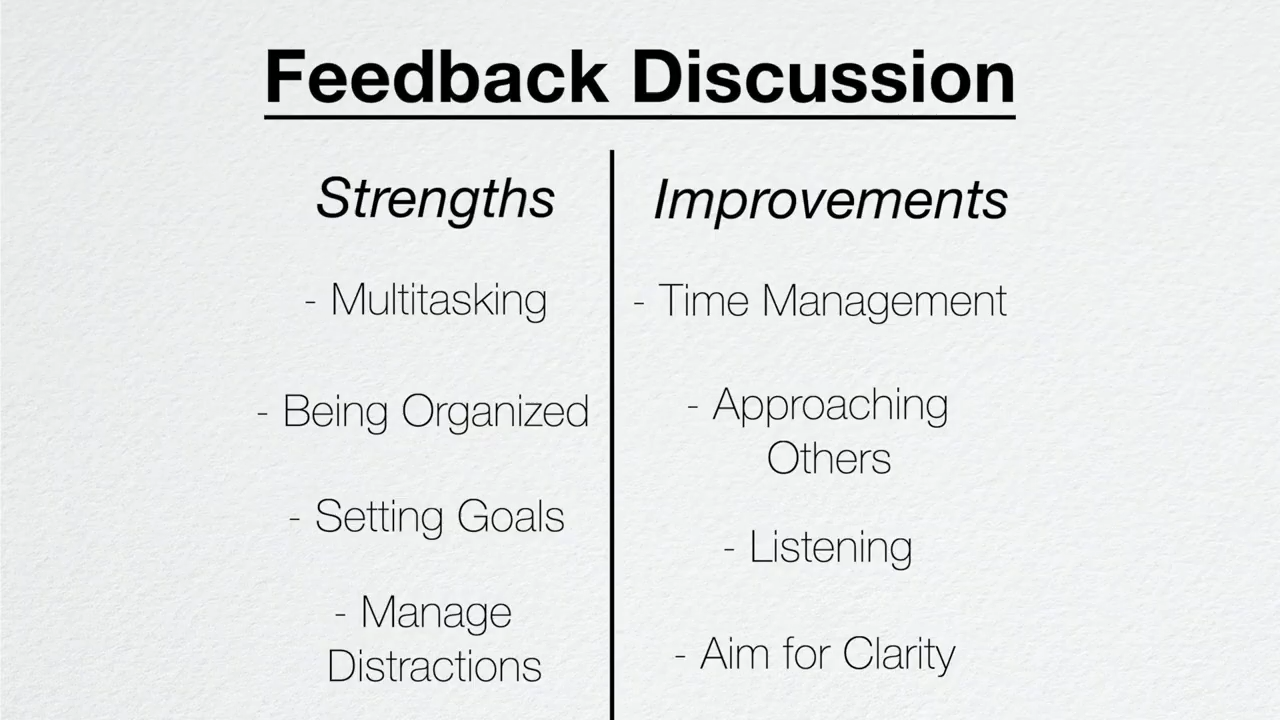 Feedback Discussion
Strengths
- Multitasking
- Being Organized
- Setting Goals
- Manage
Distractions
Improvements
- Time Management
- Approaching
Others
- Listening
- Aim for Clarity